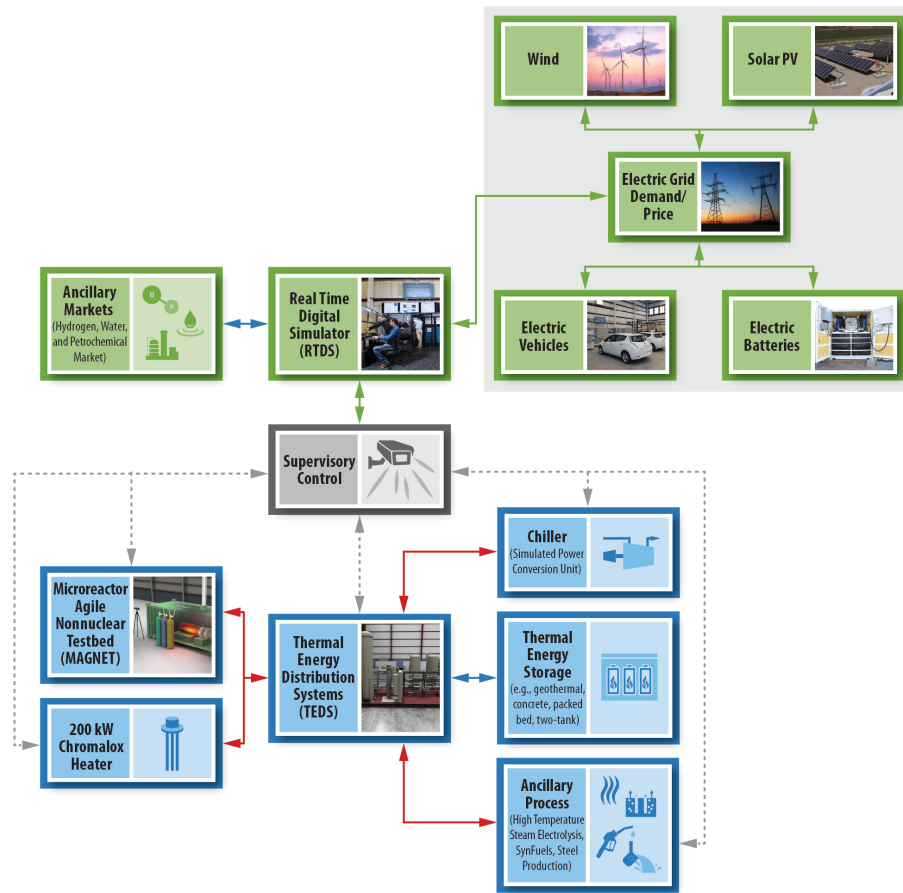 Wind
Solar PV
Electric Grid
Demand/
Price
Ancillary
Markets
(Hydrogen, Water,
and Petrochemical
Market)
H
H
Real Time
Digital
Simulator
(RTDS)
Electric
Vehicles
Electric
Batteries
Supervisory
Control
Chiller
(Simulated Power
Conversion Unit)
Microreactor
Agile
Nonnuclear
Testbed
(MAGNET)
Thermal
Energy
Distribution
Systems
(TEDS)
Thermal
Energy
Storage
(e.g., geothermal,
concrete, packed
bed, two-tank)
200 kW
Chromalox
Heater
Ancillary
Process
(High Temperature
Steam Electrolysis,
SynFuels, Steel
Production)